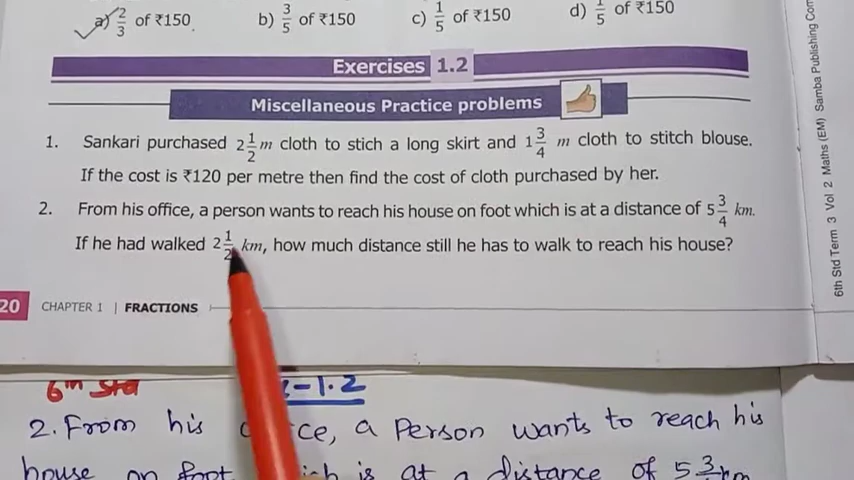 a) 2/3 of ₹150 b) 3/5 of ₹150 c) 1/5 of ₹150 d) 1/5 of ₹150
Exercises 1.2
Miscellaneous Practice problems
1. Sankari purchased 2 1/2 m cloth to stich a long skirt and 1 3/4 m cloth to stitch blouse.
If the cost is ₹120 per metre then find the cost of cloth purchased by her.
2. From his office, a person wants to reach his house on foot which is at a distance of 5 3/4 km.
If he had walked 2 1/2 km, how much distance still he has to walk to reach his house?
20 CHAPTER 1 | FRACTIONS
6th Std Term 3 Vol 2 Maths (EM) Samba Publishing Com
6th Std -1.2
2. From his ce, a Person wants to reach his
house on foot is at a distance of 5 3/ km